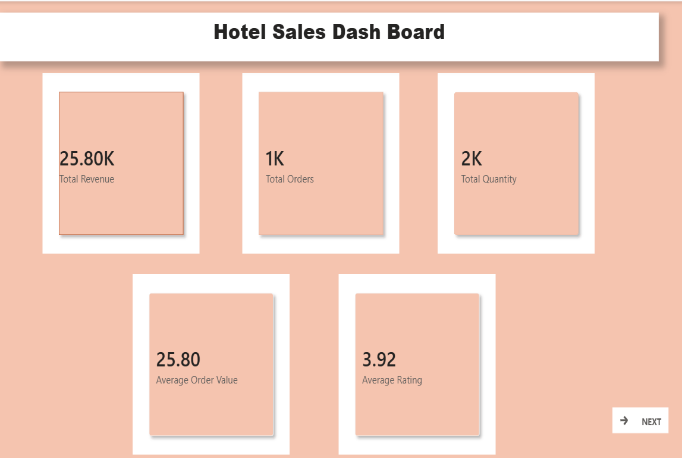 Hotel Sales Dash Board
25.80K
Total Revenue
1K
Total Orders
2K
Total Quantity
25.80
Average Order Value
3.92
Average Rating
NEXT